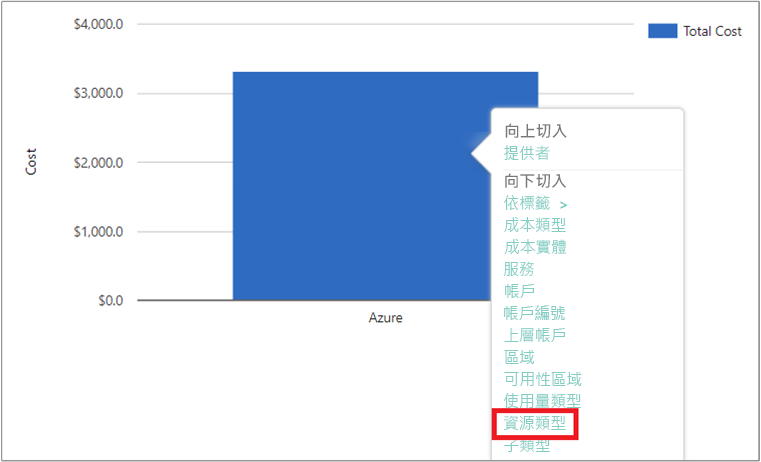 $4,000.0
Total Cost
$3,000.0
$2,000.0
$1,000.0
$0.0
Cost
Azure
向上切入
提供者
向下切入
依標籤 >
成本類型
成本實體
服務
帳戶
帳戶編號
上層帳戶
區域
可用性區域
使用量類型
資源類型
子類型